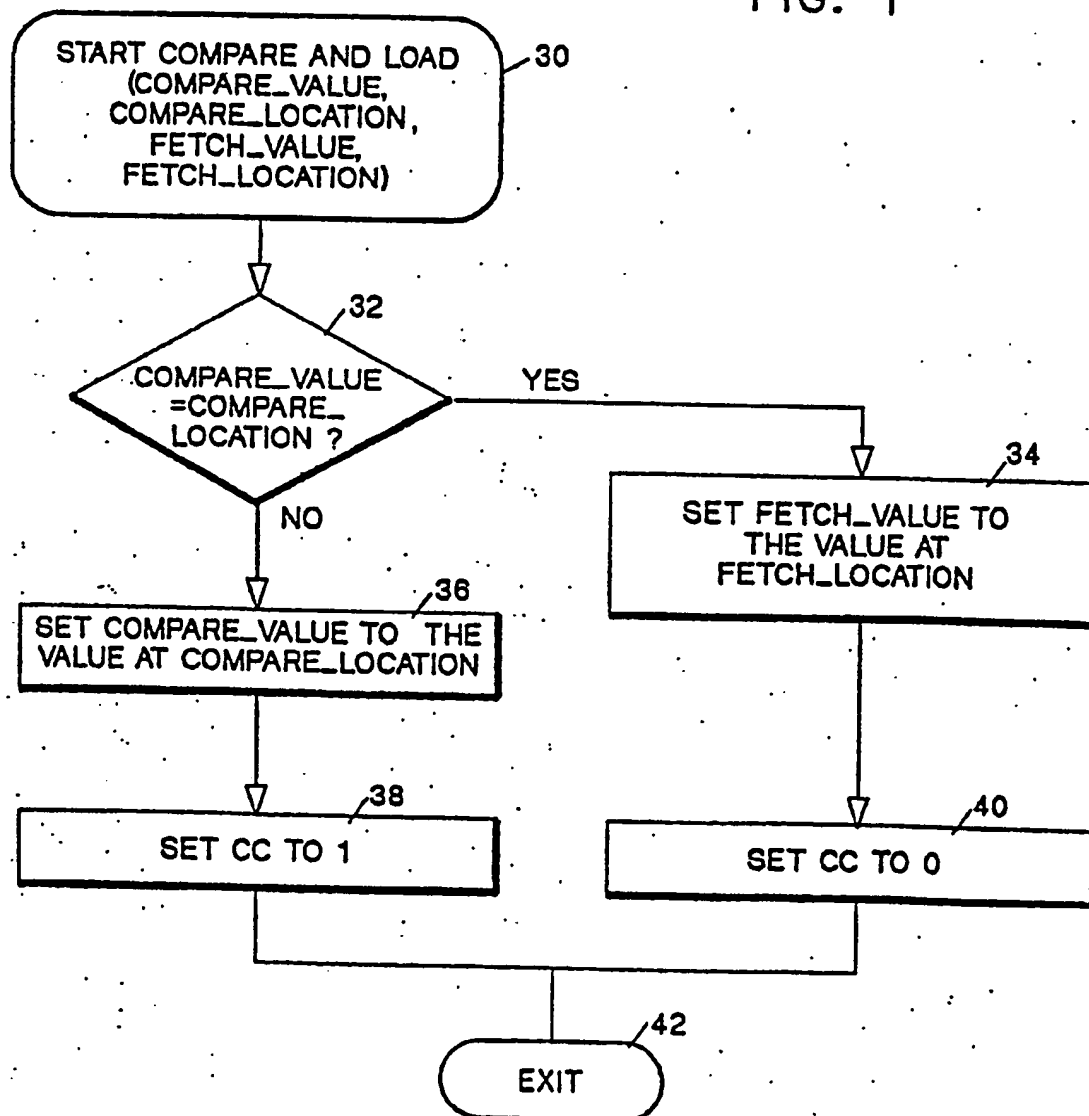 FIG. 1
START COMPARE AND LOAD
(COMPARE_VALUE,
COMPARE_LOCATION,
FETCH_VALUE,
FETCH_LOCATION)
30
32
COMPARE_VALUE
=COMPARE_
LOCATION ?
YES
NO
34
SET FETCH_VALUE TO
THE VALUE AT
FETCH_LOCATION
36
SET COMPARE_VALUE TO THE
VALUE AT COMPARE_LOCATION
38
SET CC TO 1
40
SET CC TO 0
42
EXIT